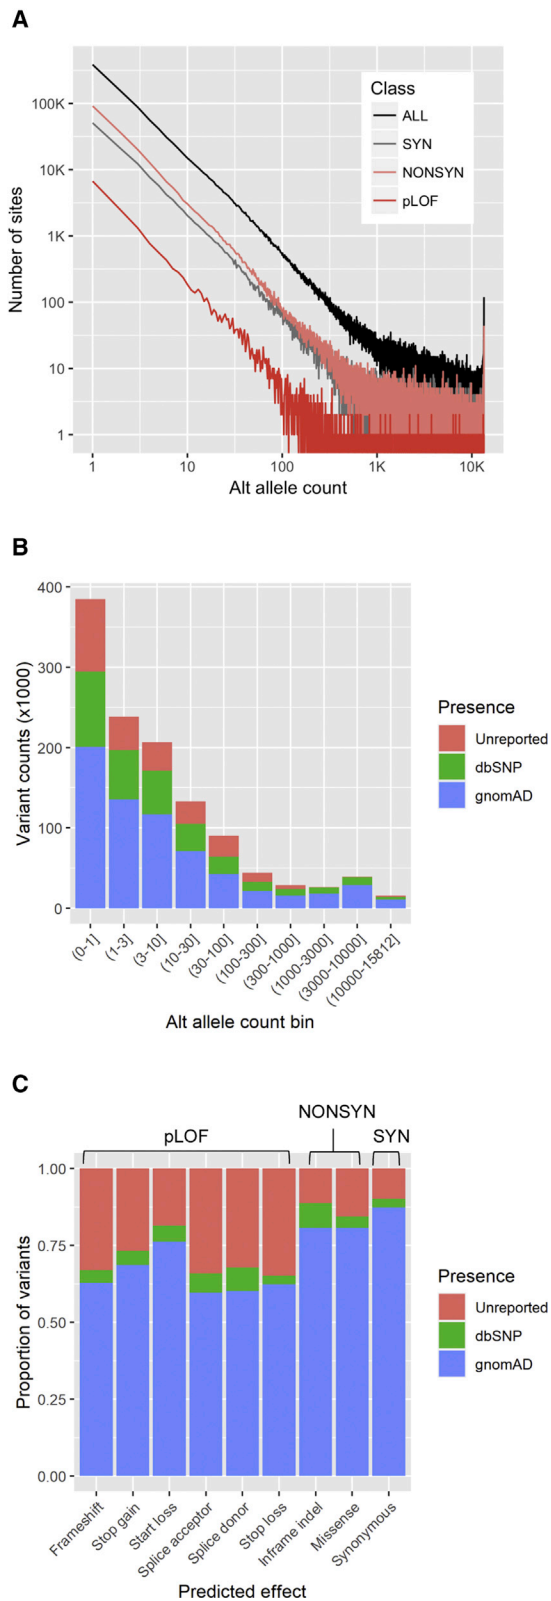 A
Number of sites
100K
10K
1K
100
10
1
Class
ALL
SYN
NONSYN
pLOF
1 10 100 1K 10K
Alt allele count
B
Variant counts (x1000)
400
300
200
100
0
Presence
Unreported
dbSNP
gnomAD
(0-1] (1-3] (3-10] (10-30] (30-100] (100-300] (300-1000] (1000-3000] (3000-10000] (10000-15812]
Alt allele count bin
C
pLOF NONSYN SYN
Proportion of variants
1.00
0.75
0.50
0.25
0.00
Presence
Unreported
dbSNP
gnomAD
Frameshift Stop gain Start loss Splice acceptor Splice donor Stop loss Inframe indel Missense Synonymous
Predicted effect